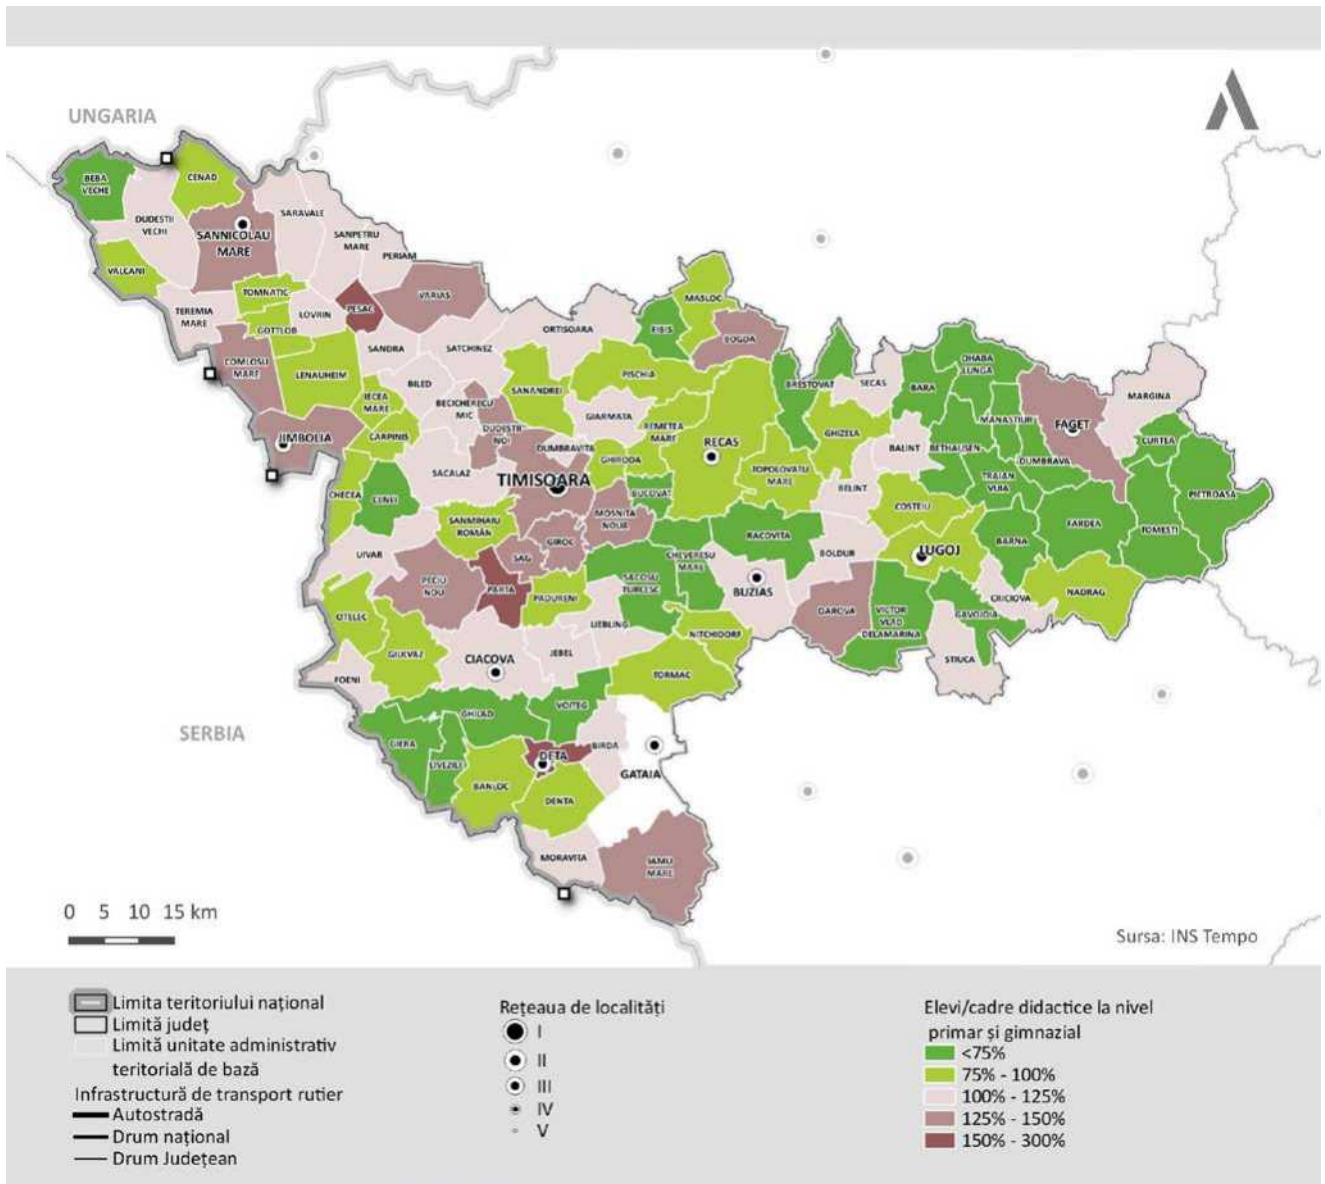 UNGARIA
BEBA
VECHE
CENAD
DUDESTII
VECHI
SARAVALE
SANNICOLAU
MARE
SANPETRU
MARE
PERIAM
VALCANI
TOMNATIC
VARIAS
PESAC
TEREMIA
MARE
LOVRIN
GOTTLOB
MASLOC
FIBIS
BOGDA
ORTISOARA
SANDRA
SATCHINEZ
COMLOSU
MARE
LENAUHEIM
PISCHIA
SANANDREI
BILED
BRESTOVAT
SECAS
BARA
OHABA
LUNGA
MARGINA
IECEA
MARE
BECICHERECU
MIC
GIARMATA
REMETEA
MARE
RECAS
GHIZELA
MANASTIUR
FAGET
CURTEA
JIMBOLIA
CARPINIS
DUDESTII
NOI
DUMBRAVITA
BALINT
BETHAUSEN
DUMBRAVA
SACALAZ
TIMISOARA
GHIRODA
TOPOLOVATU
MARE
BELINT
TRAIAN
VUIA
PIETROASA
CHECEA
CENEI
BUCOVAT
COSTEIU
SANMIHAIU
ROMÂN
MOSNITA
NOUA
FARDEA
TOMESTI
RACOVITA
BARNA
LUGOJ
UIVAR
SAG
GIROC
CHEVERESU
MARE
BOLDUR
PECIU
NOU
PARTA
PADURENI
SACOSU
TURCESC
BUZIAS
NADRAG
CRICIOVA
OTELEC
LIEBLING
DAROVA
VICTOR
VLAD
DELAMARINA
GAVOJDIA
NITCHIDORF
GIULVAZ
CIACOVA
JEBEL
STIUCA
FOENI
TORMAC
SERBIA
GHILAD
VOITEG
GIERA
LIVEZILE
DETA
BIRDA
GATAIA
BANLOC
DENTA
MORAVITA
JAMU
MARE
0 5 10 15 km
Sursa: INS Tempo
Limita teritoriului național
Limită județ
Limită unitate administrativ
teritorială de bază
Infrastructură de transport rutier
Autostradă
Drum național
Drum Județean
Rețeaua de localități
I
II
III
IV
V
Elevi/cadre didactice la nivel
primar și gimnazial
<75%
75% - 100%
100% - 125%
125% - 150%
150% - 300%